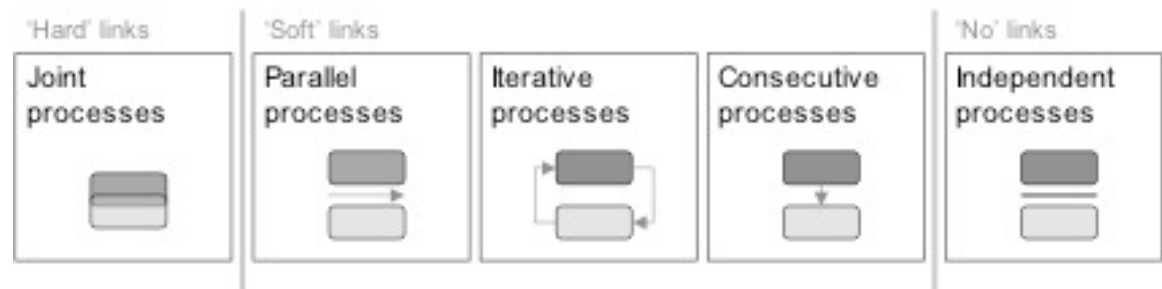 'Hard' links
'Soft' links
'No' links
Joint
processes
Parallel
processes
Iterative
processes
Consecutive
processes
Independent
processes